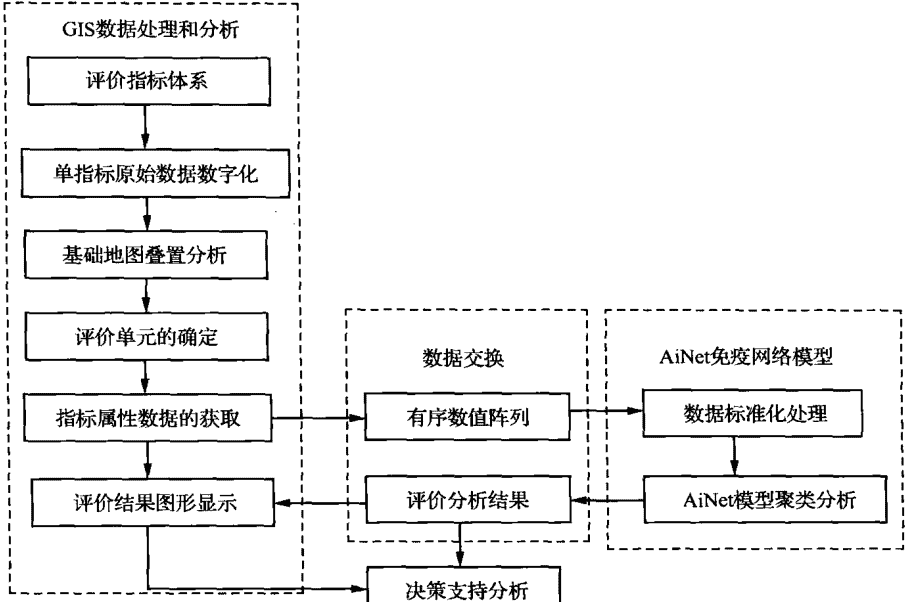 GIS数据处理和分析
评价指标体系
单指标原始数据数字化
基础地图叠置分析
评价单元的确定
指标属性数据的获取
评价结果图形显示
数据交换
有序数值阵列
评价分析结果
决策支持分析
AiNet免疫网络模型
数据标准化处理
AiNet模型聚类分析